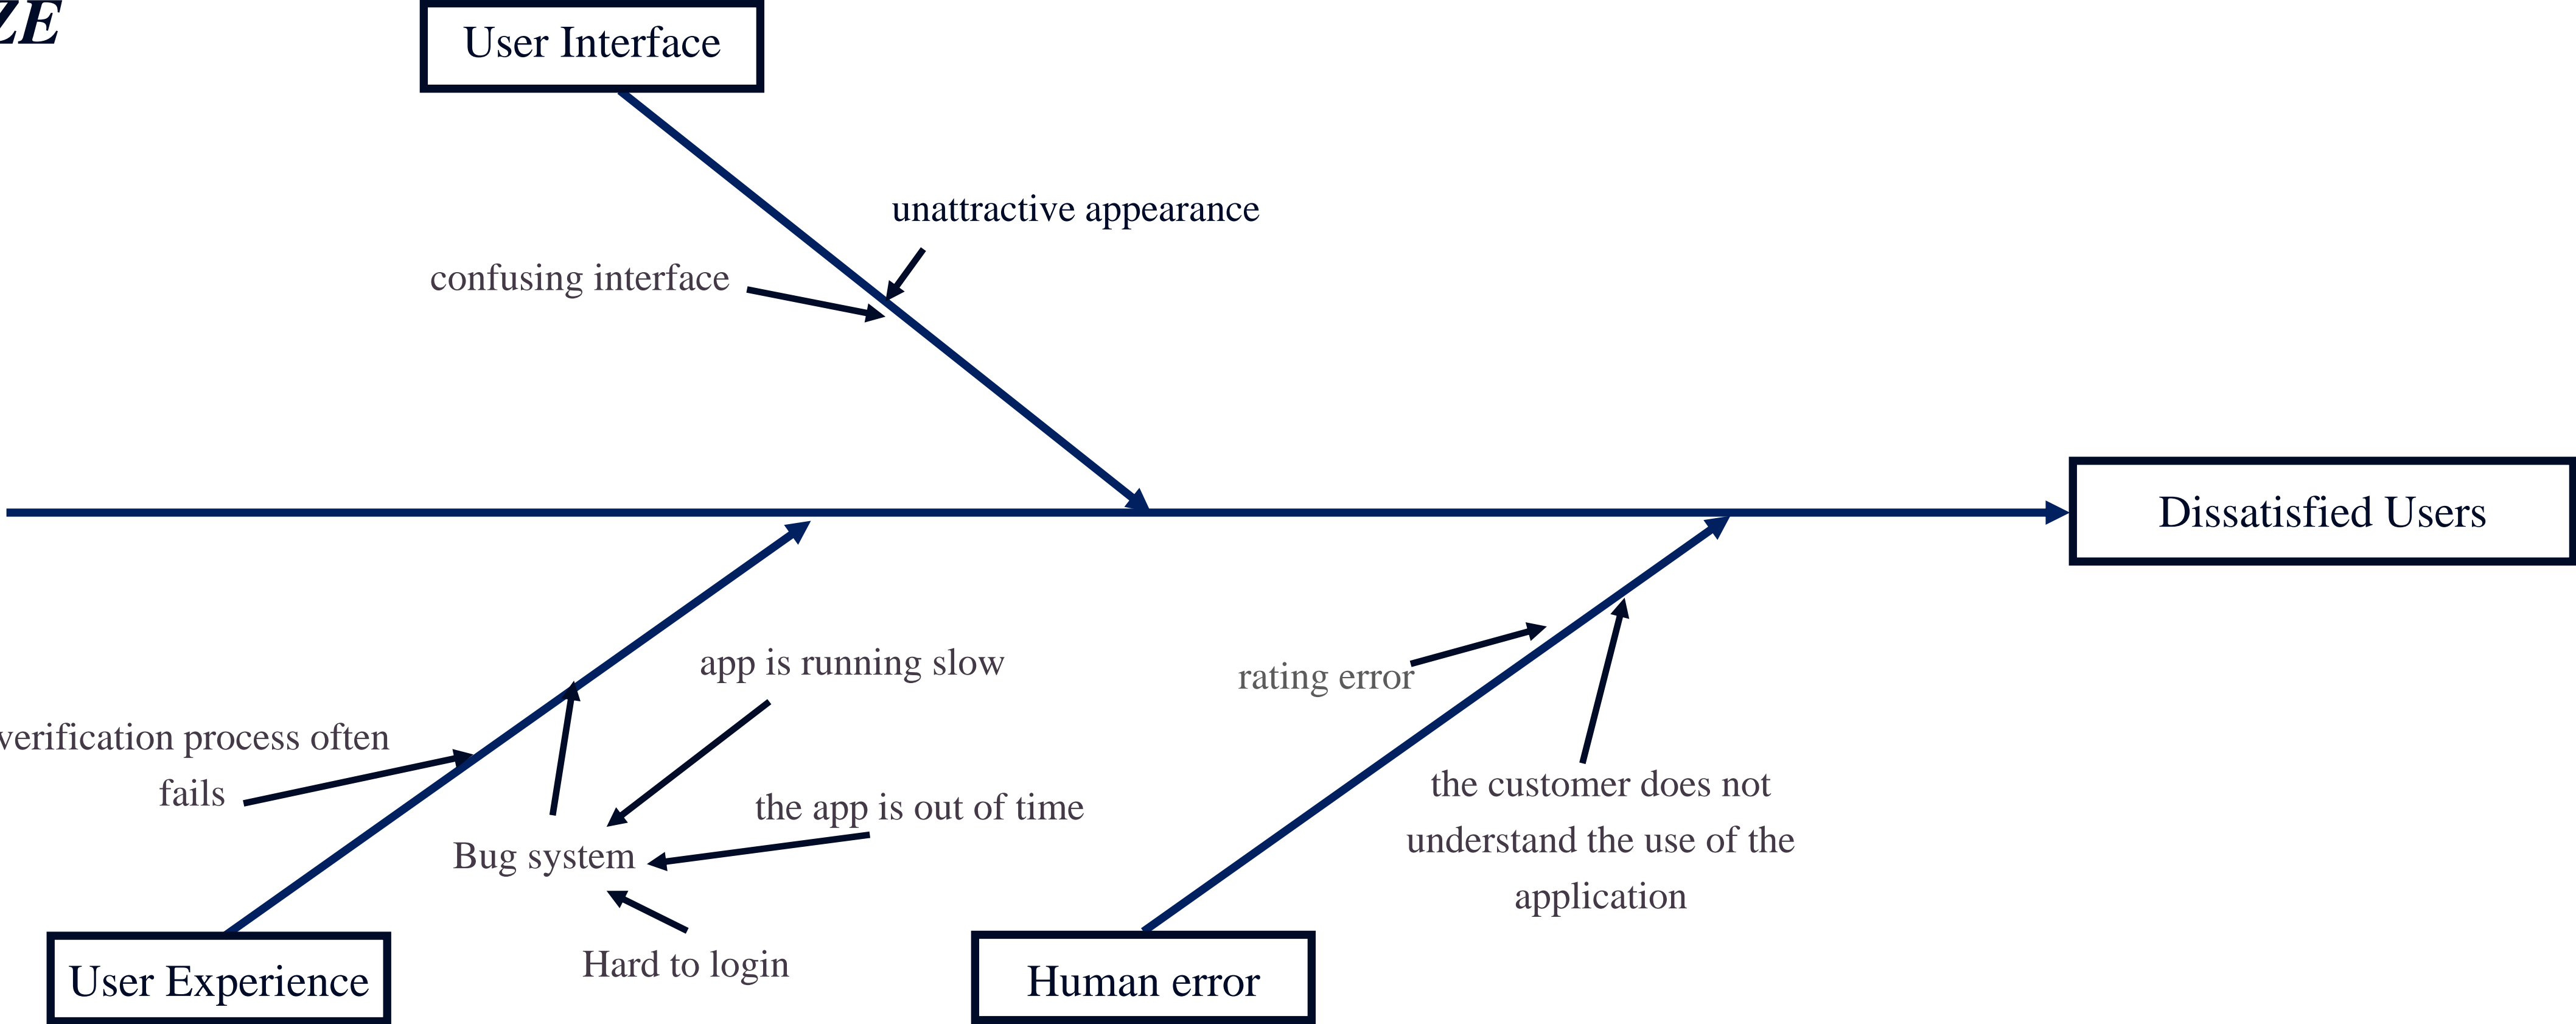 ZE
User Interface
unattractive appearance
confusing interface
Dissatisfied Users
app is running slow
rating error
verification process often
fails
the app is out of time
the customer does not
understand the use of the
application
Bug system
Hard to login
User Experience
Human error